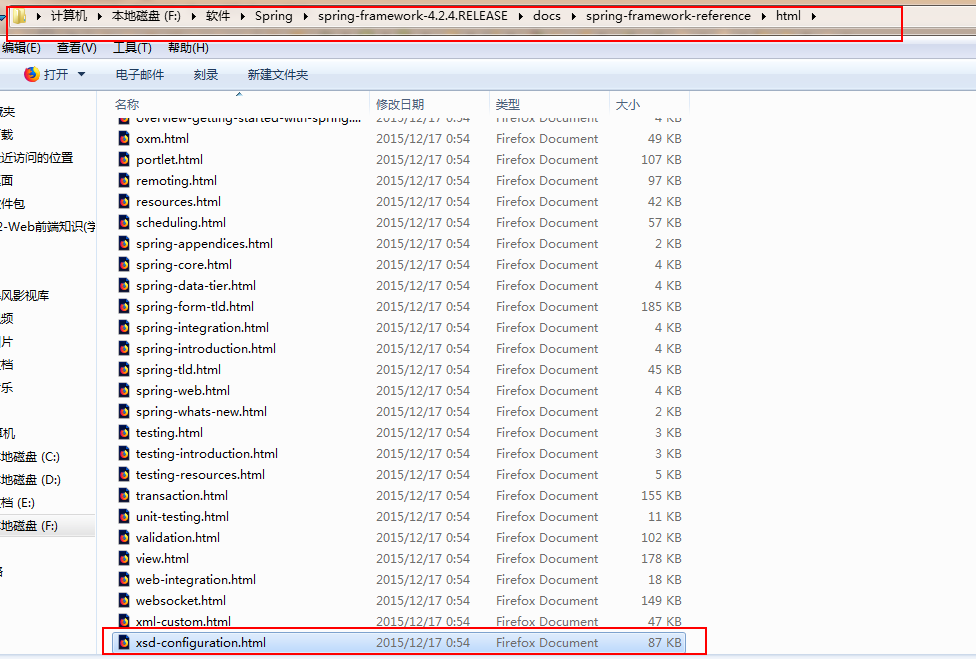 计算机 本地磁盘 (F:) 软件 Spring spring-framework-4.2.4.RELEASE docs spring-framework-reference html
编辑(E) 查看(V) 工具(T) 帮助(H)
打开 电子邮件 刻录 新建文件夹
名称 修改日期 类型 大小
overview-getting-started-with-spring.... 2015/12/17 0:54 Firefox Document 4 KB
oxm.html 2015/12/17 0:54 Firefox Document 49 KB
portlet.html 2015/12/17 0:54 Firefox Document 107 KB
近访问的位置 remoting.html 2015/12/17 0:54 Firefox Document 97 KB
面 resources.html 2015/12/17 0:54 Firefox Document 42 KB
件包 scheduling.html 2015/12/17 0:54 Firefox Document 57 KB
2-Web前端知识(学 spring-appendices.html 2015/12/17 0:54 Firefox Document 2 KB
spring-core.html 2015/12/17 0:54 Firefox Document 4 KB
spring-data-tier.html 2015/12/17 0:54 Firefox Document 4 KB
风影视库 spring-form-tld.html 2015/12/17 0:54 Firefox Document 185 KB
频 spring-integration.html 2015/12/17 0:54 Firefox Document 4 KB
片 spring-introduction.html 2015/12/17 0:54 Firefox Document 4 KB
档 spring-tld.html 2015/12/17 0:54 Firefox Document 45 KB
乐 spring-web.html 2015/12/17 0:54 Firefox Document 4 KB
spring-whats-new.html 2015/12/17 0:54 Firefox Document 2 KB
机 testing.html 2015/12/17 0:54 Firefox Document 3 KB
地磁盘 (C:) testing-introduction.html 2015/12/17 0:54 Firefox Document 3 KB
地磁盘 (D:) testing-resources.html 2015/12/17 0:54 Firefox Document 5 KB
档 (E:) transaction.html 2015/12/17 0:54 Firefox Document 155 KB
地磁盘 (F:) unit-testing.html 2015/12/17 0:54 Firefox Document 11 KB
validation.html 2015/12/17 0:54 Firefox Document 102 KB
view.html 2015/12/17 0:54 Firefox Document 178 KB
web-integration.html 2015/12/17 0:54 Firefox Document 18 KB
websocket.html 2015/12/17 0:54 Firefox Document 149 KB
xml-custom.html 2015/12/17 0:54 Firefox Document 47 KB
xsd-configuration.html 2015/12/17 0:54 Firefox Document 87 KB